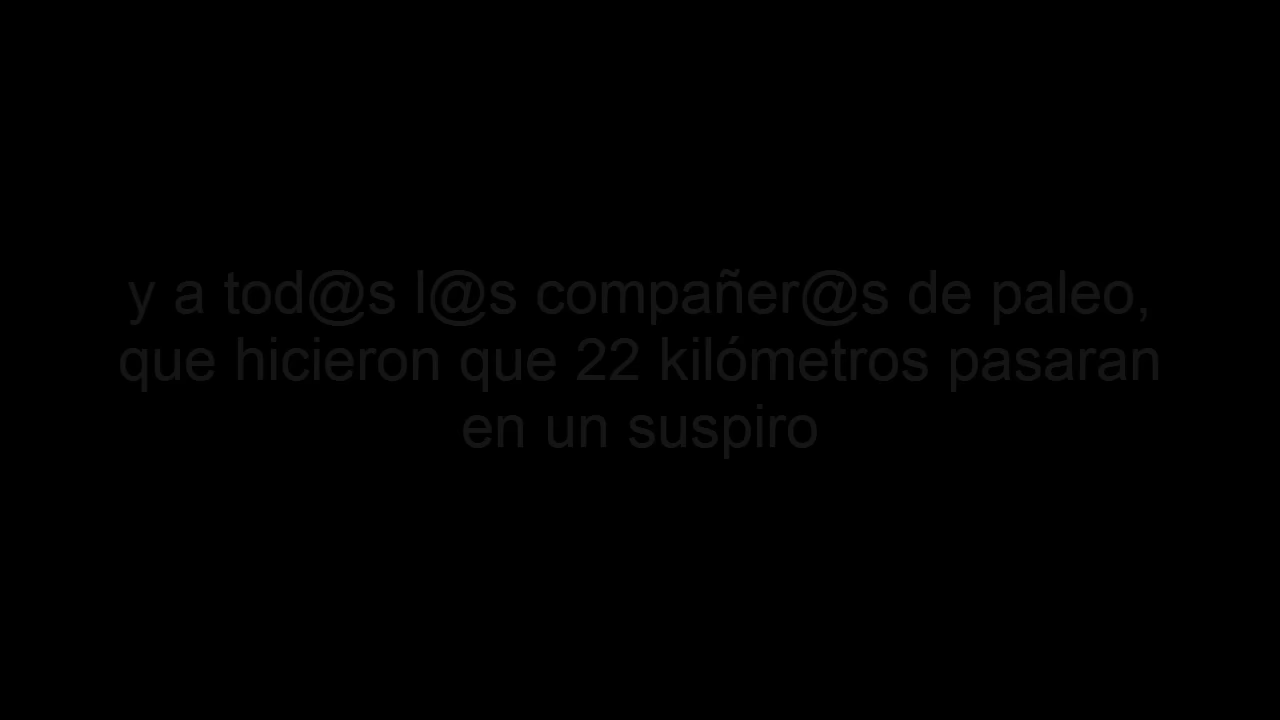 y a tod@s l@s compañer@s de paleo,
que hicieron que 22 kilómetros pasaran
en un suspiro